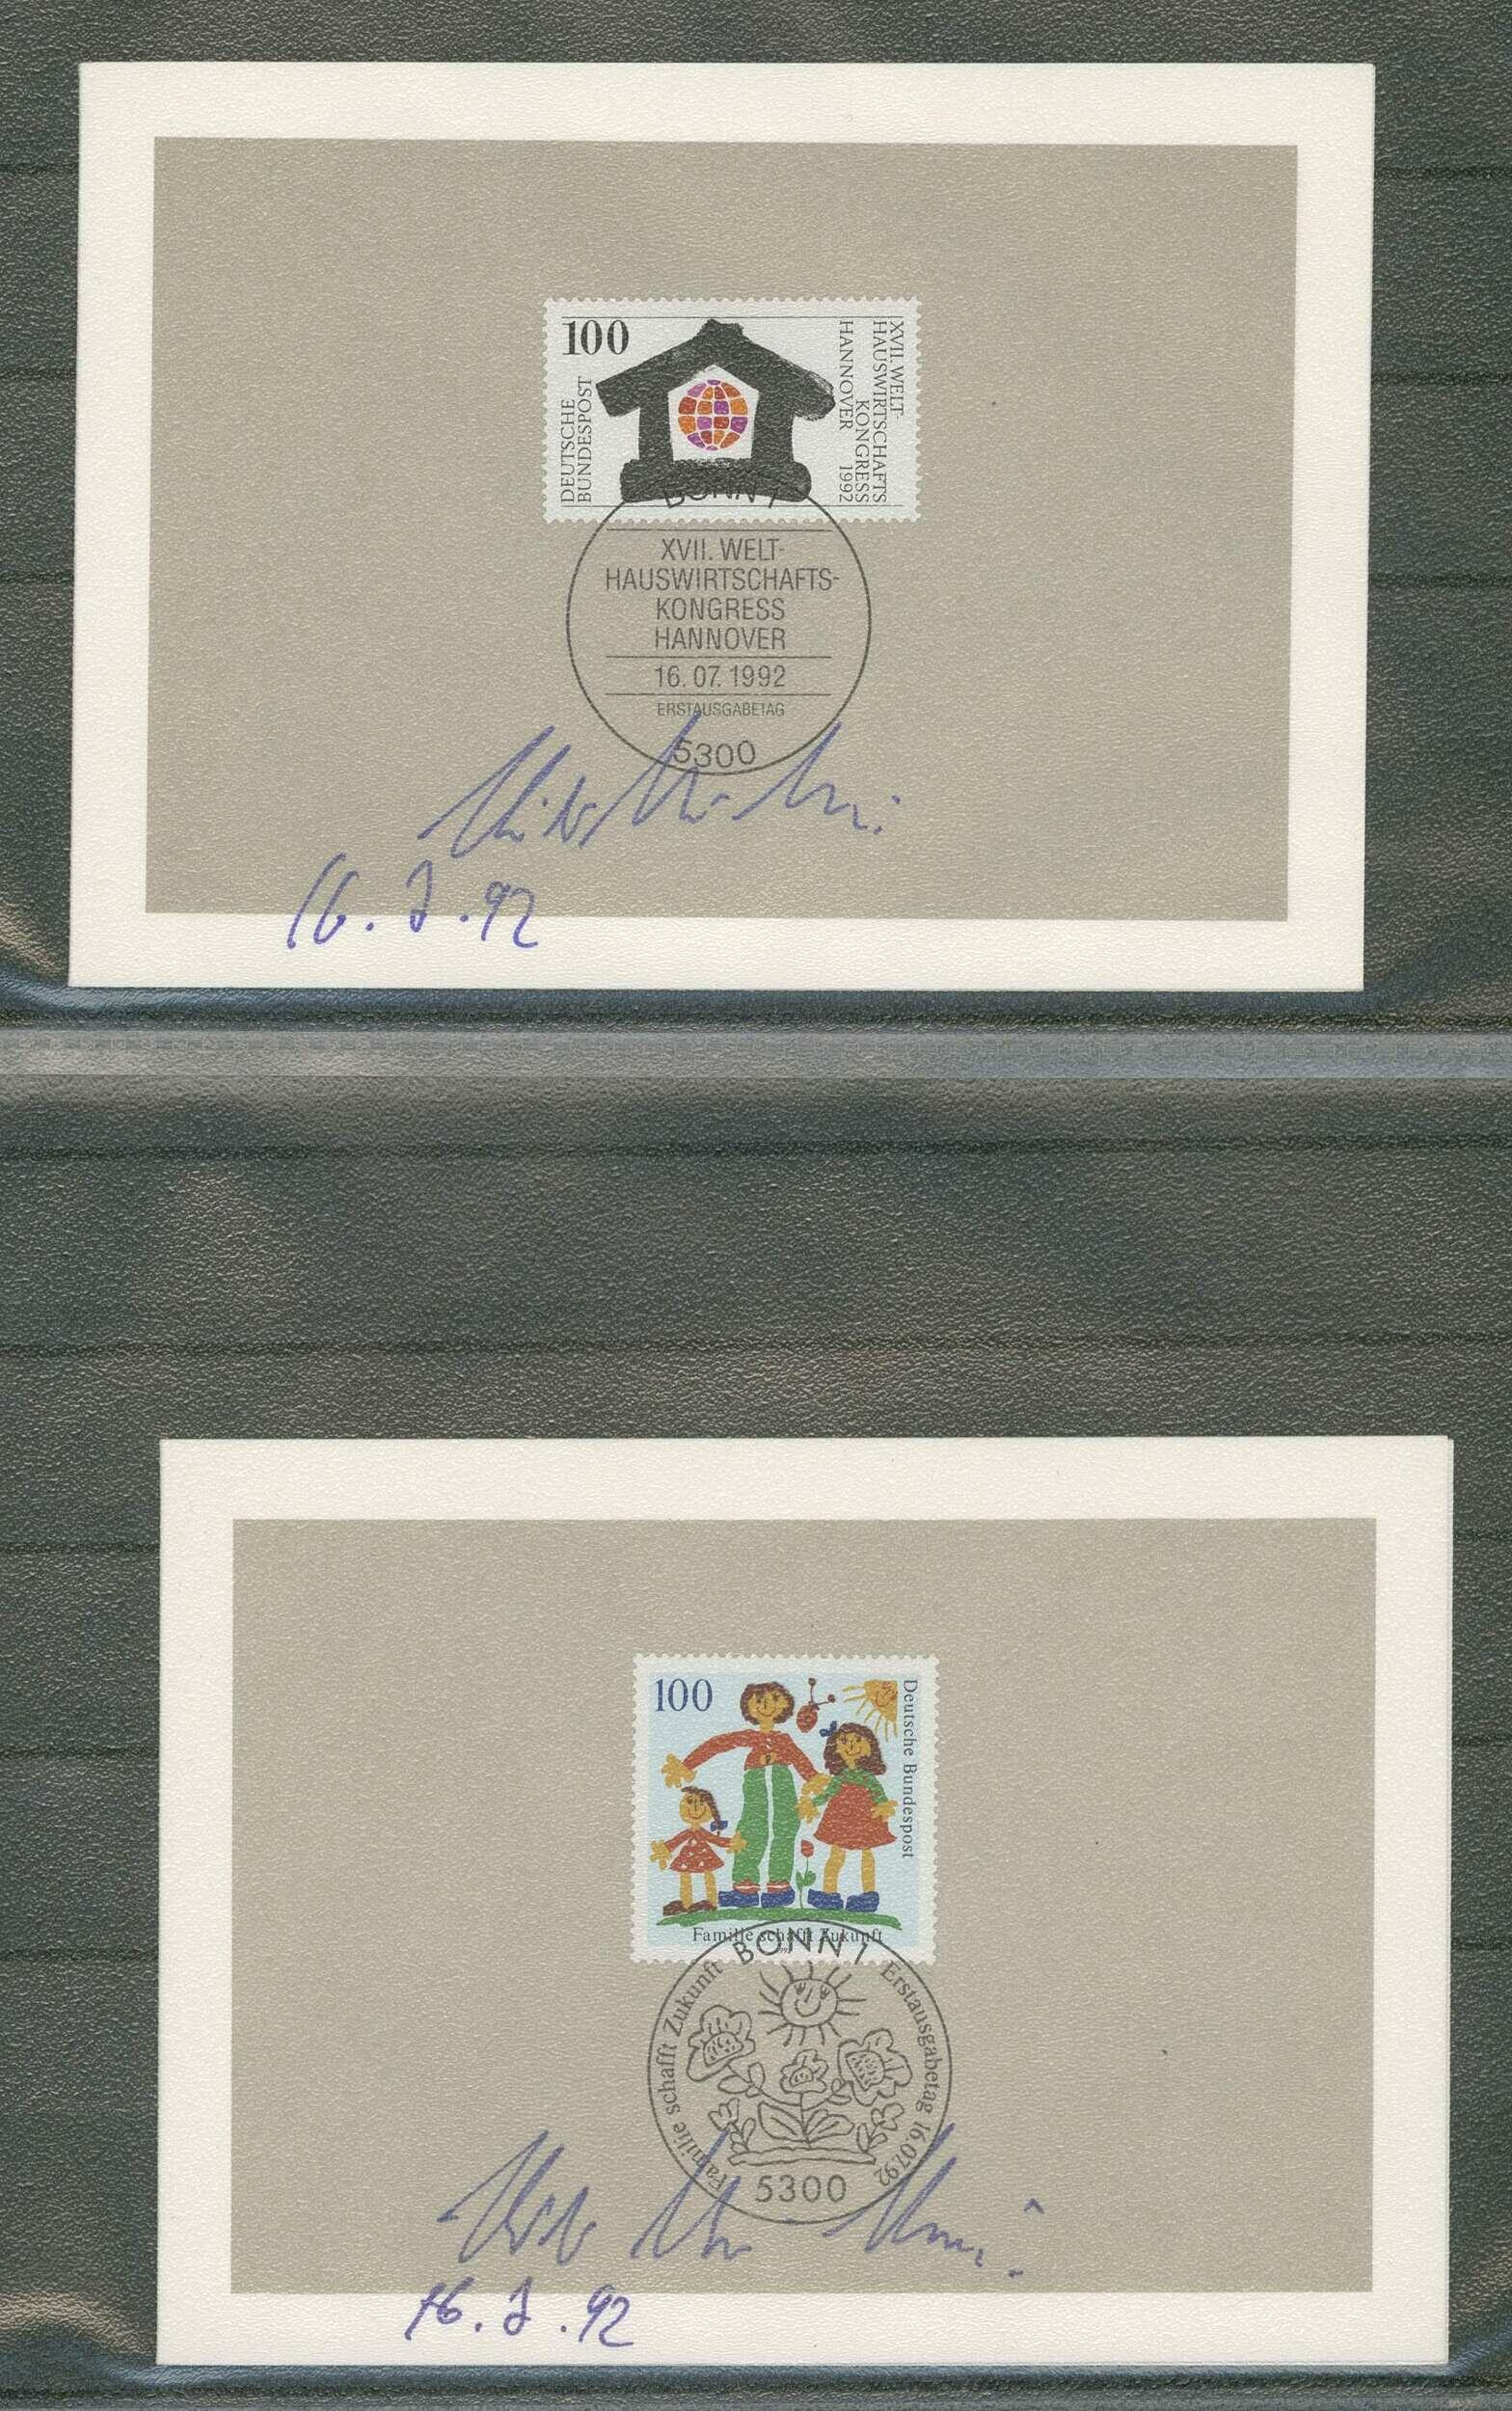 100
DEUTSCHE
BUNDESPOST
XVII. WELT-
HAUSWIRTSCHAFTS
KONGRESS
HANNOVER 1992
BONN 1
XVII. WELT-
HAUSWIRTSCHAFTS-
KONGRESS
HANNOVER
16.07.1992
ERSTAUSGABETAG
5300
16.7.92
100
Deutsche Bundespost
Familie schafft Zukunft
BONN 1
Familie schafft Zukunft
Erstausgabetag 16.07.92
5300
16.7.92